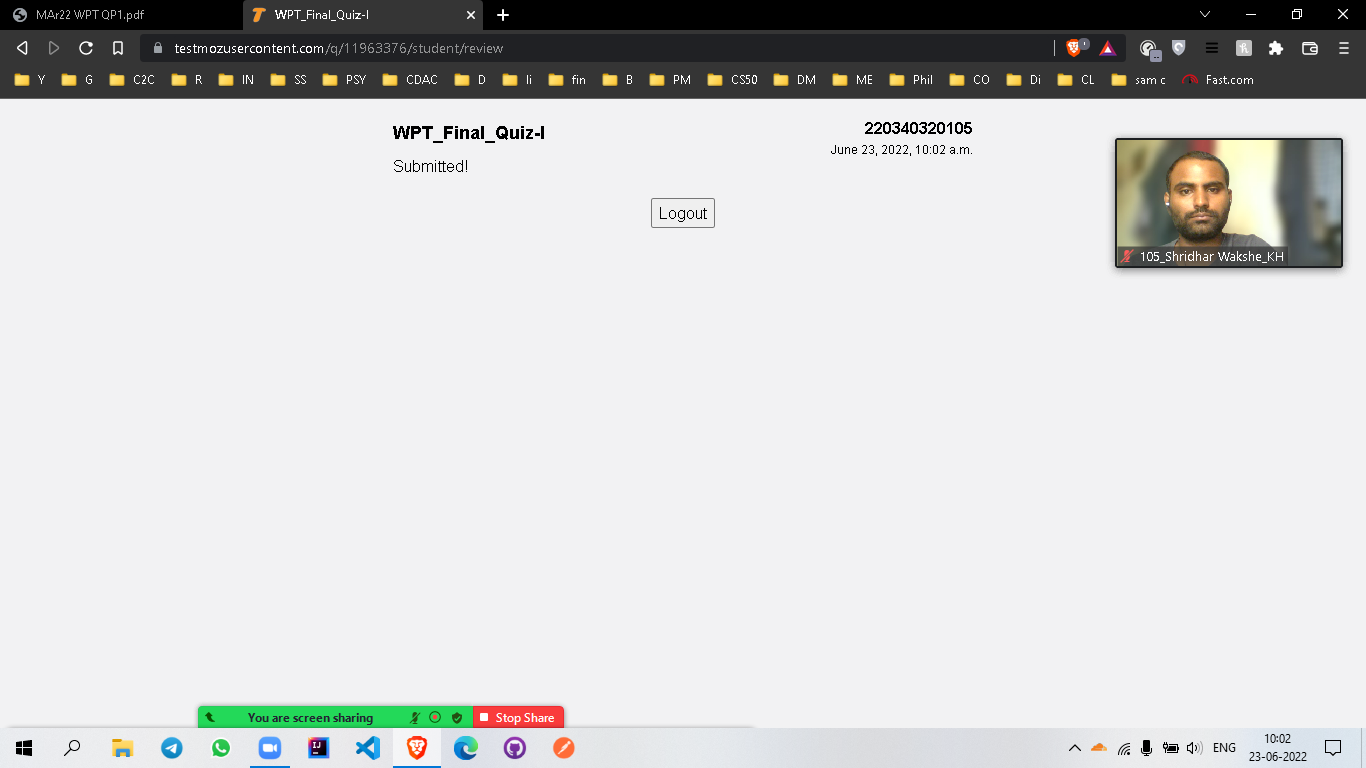 MAr22 WPT QP1.pdf
WPT_Final_Quiz-I
testmozusercontent.com/q/11963376/student/review
Y G C2C R IN SS PSY CDAC D li fin B PM CS50 DM ME Phil CO Di CL sam c Fast.com
WPT_Final_Quiz-I
220340320105
June 23, 2022, 10:02 a.m.
Submitted!
Logout
105_Shridhar Wakshe_KH
You are screen sharing
Stop Share
ENG
10:02
23-06-2022